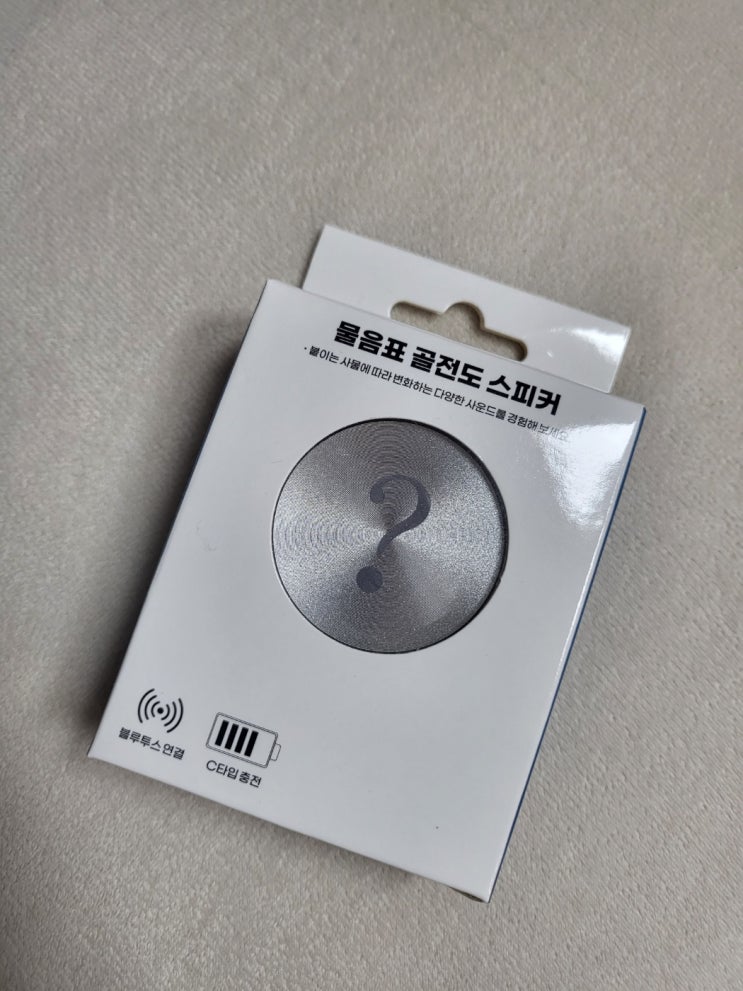 물음표 골전도 스피커
· 붙이는 사물에 따라 변화하는 다양한 사운드를 경험해 보세요
?
블루투스 연결
C타입 충전